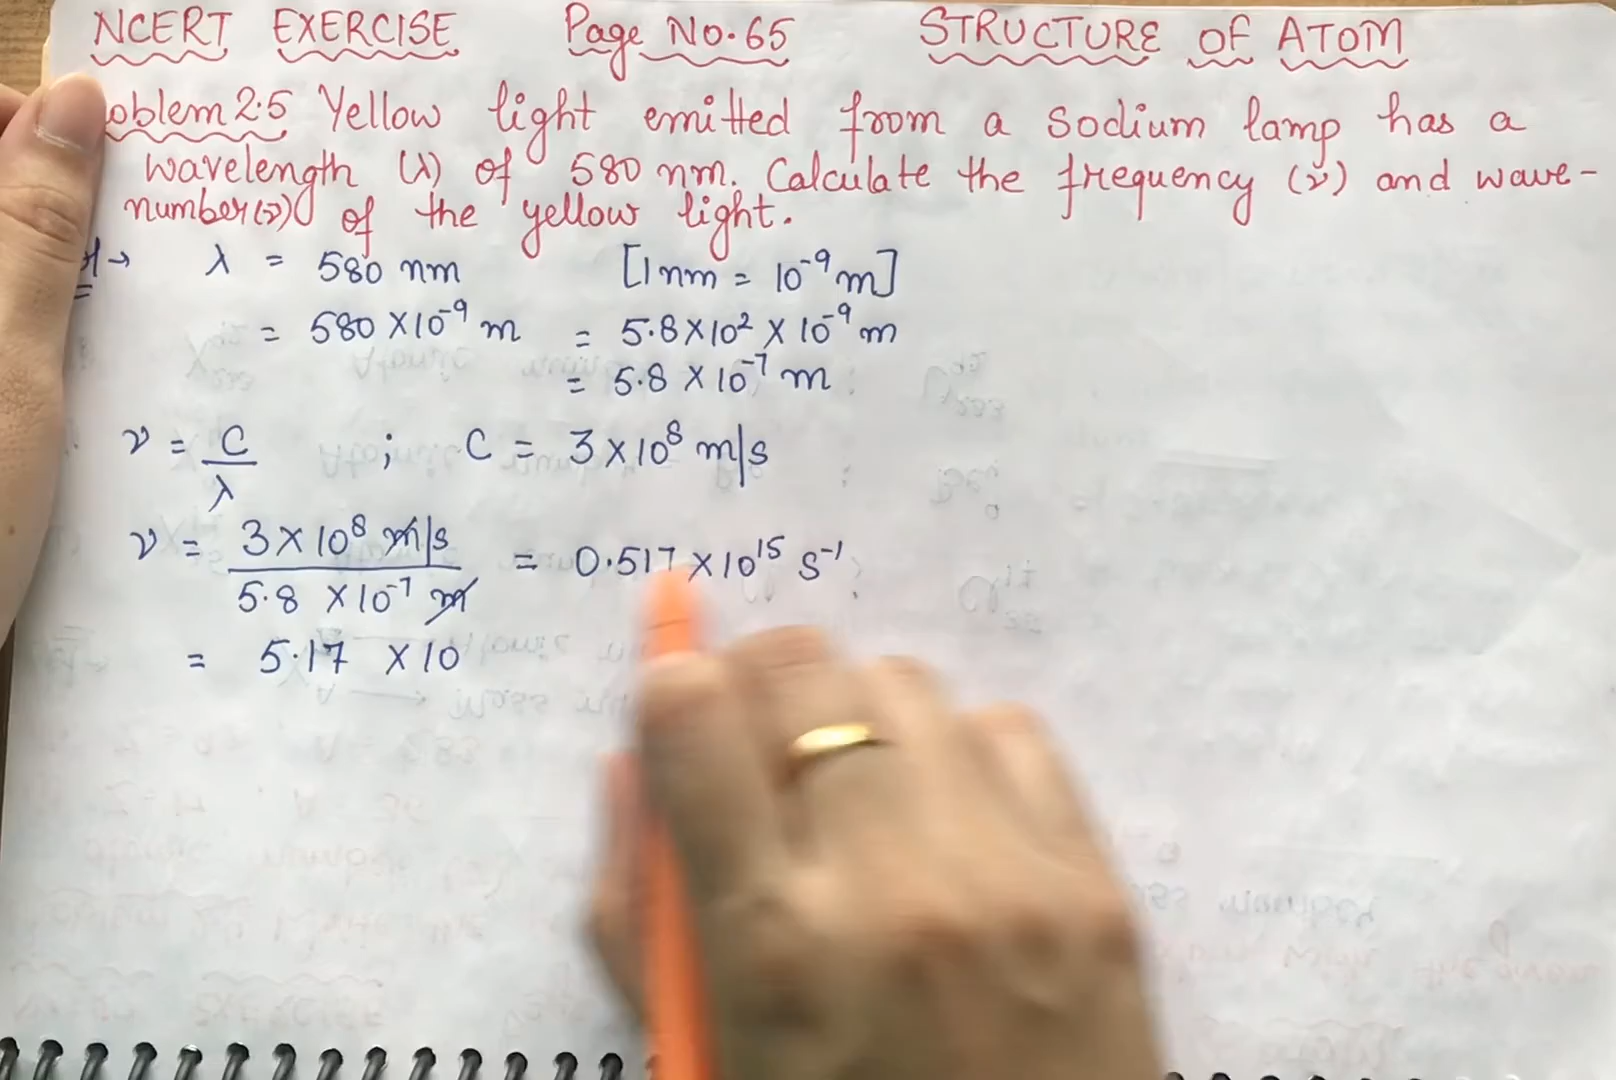 NCERT EXERCISE Page No.65 STRUCTURE OF ATOM
oblem 2.5 Yellow light emitted from a sodium lamp has a
wavelength (λ) of 580 nm. Calculate the frequency (ν) and wave-
number (ν̄) of the yellow light.
→ λ = 580 nm [1 nm = 10⁻⁹ m]
= 580 × 10⁻⁹ m = 5.8 × 10² × 10⁻⁹ m
= 5.8 × 10⁻⁷ m
ν = C/λ ; C = 3 × 10⁸ m/s
ν = 3 × 10⁸ m/s / 5.8 × 10⁻⁷ m = 0.517 × 10¹⁵ s⁻¹
= 5.17 × 10